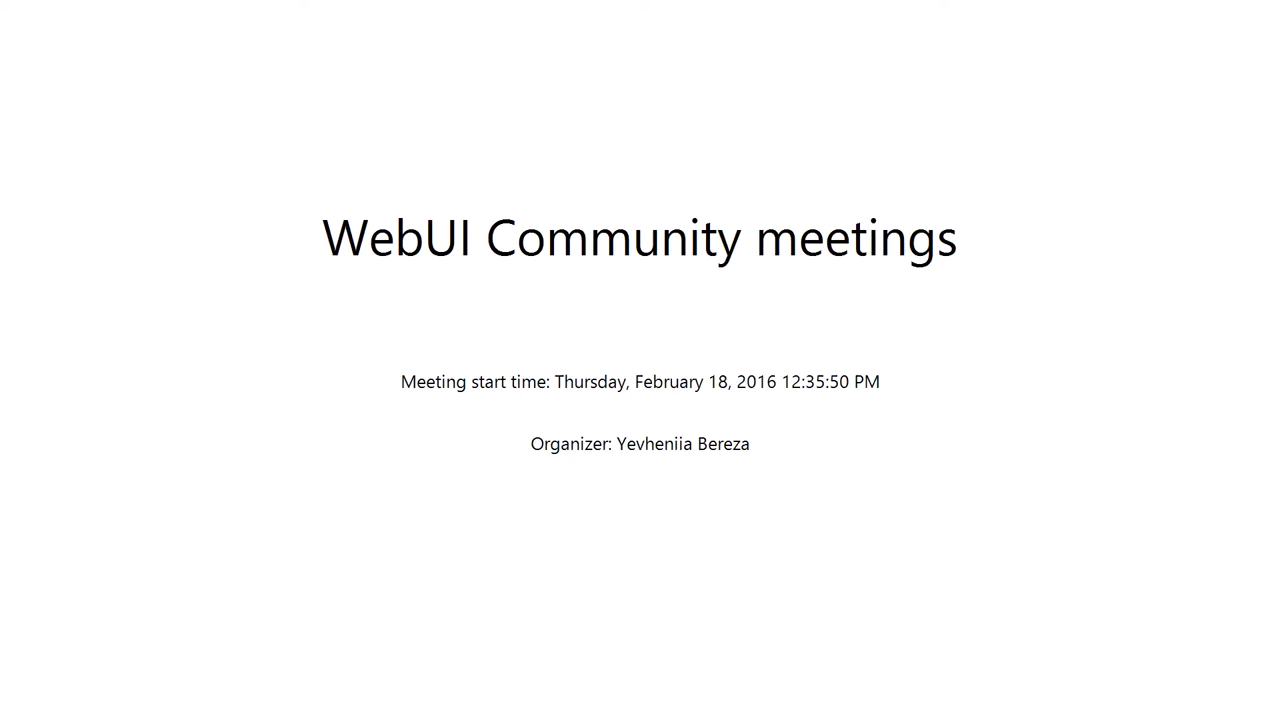 WebUI Community meetings
Meeting start time: Thursday, February 18, 2016 12:35:50 PM
Organizer: Yevheniia Bereza